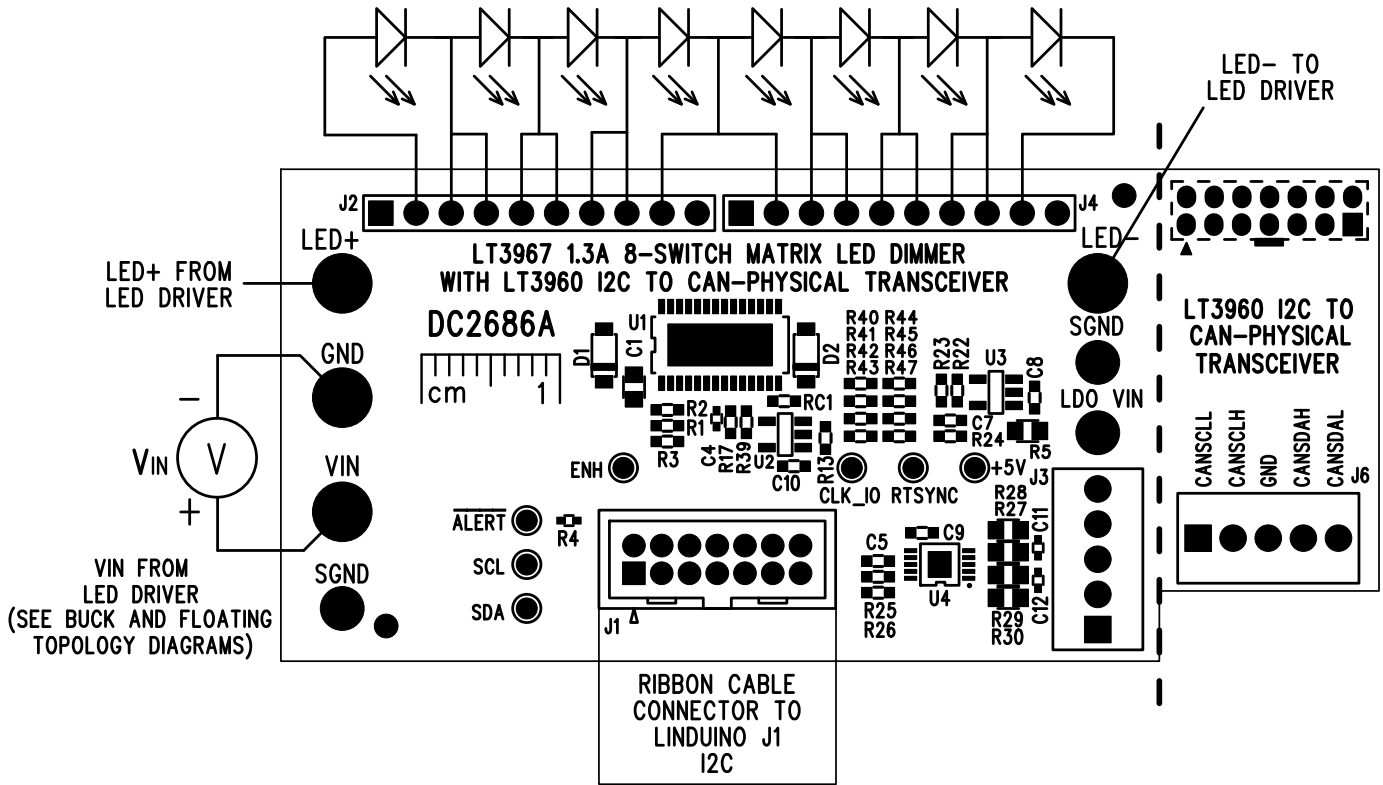 LED- TO
LED DRIVER
J2
J4
LED+
LED-
LT3967 1.3A 8-SWITCH MATRIX LED DIMMER
WITH LT3960 I2C TO CAN-PHYSICAL TRANSCEIVER
LED+ FROM
LED DRIVER
DC2686A
cm 1
GND
D1
C1
U1
D2
R40 R44
R41 R45
R42 R46
R43 R47
R23
R22
U3
C8
SGND
LDO VIN
LT3960 I2C TO
CAN-PHYSICAL
TRANSCEIVER
R2
R1
R3
C4
R17
R39
RC1
U2
C10
R13
C7
R24
R5
-
VIN
V
+
VIN
ENH
CLK_IO
RTSYNC
+5V
J3
CANSCLL
CANSCLH
GND
CANSDAH
CANSDAL
J6
ALERT
R4
SCL
SDA
R28
R27
C11
C5
C9
U4
R25
R26
R29
R30
C12
VIN FROM
LED DRIVER
(SEE BUCK AND FLOATING
TOPOLOGY DIAGRAMS)
SGND
J1
RIBBON CABLE
CONNECTOR TO
LINDUINO J1
I2C